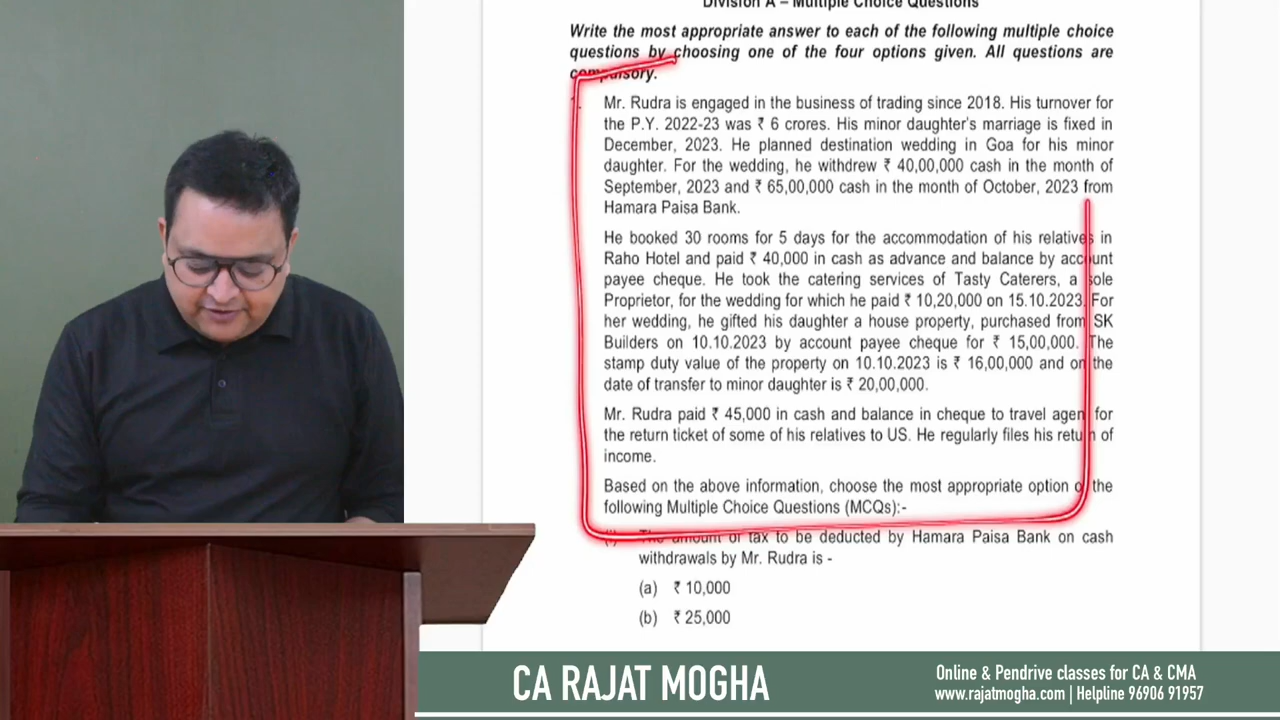 Division A – Multiple Choice Questions
Write the most appropriate answer to each of the following multiple choice
questions by choosing one of the four options given. All questions are
compulsory.
Mr. Rudra is engaged in the business of trading since 2018. His turnover for
the P.Y. 2022-23 was ₹ 6 crores. His minor daughter's marriage is fixed in
December, 2023. He planned destination wedding in Goa for his minor
daughter. For the wedding, he withdrew ₹ 40,00,000 cash in the month of
September, 2023 and ₹ 65,00,000 cash in the month of October, 2023 from
Hamara Paisa Bank.
He booked 30 rooms for 5 days for the accommodation of his relatives in
Raho Hotel and paid ₹ 40,000 in cash as advance and balance by account
payee cheque. He took the catering services of Tasty Caterers, a sole
Proprietor, for the wedding for which he paid ₹ 10,20,000 on 15.10.2023. For
her wedding, he gifted his daughter a house property, purchased from SK
Builders on 10.10.2023 by account payee cheque for ₹ 15,00,000. The
stamp duty value of the property on 10.10.2023 is ₹ 16,00,000 and on the
date of transfer to minor daughter is ₹ 20,00,000.
Mr. Rudra paid ₹ 45,000 in cash and balance in cheque to travel agent for
the return ticket of some of his relatives to US. He regularly files his return of
income.
Based on the above information, choose the most appropriate option of the
following Multiple Choice Questions (MCQs):-
(i) The amount of tax to be deducted by Hamara Paisa Bank on cash
withdrawals by Mr. Rudra is -
(a) ₹ 10,000
(b) ₹ 25,000
CA RAJAT MOGHA
Online & Pendrive classes for CA & CMA
www.rajatmogha.com | Helpline 96906 91957